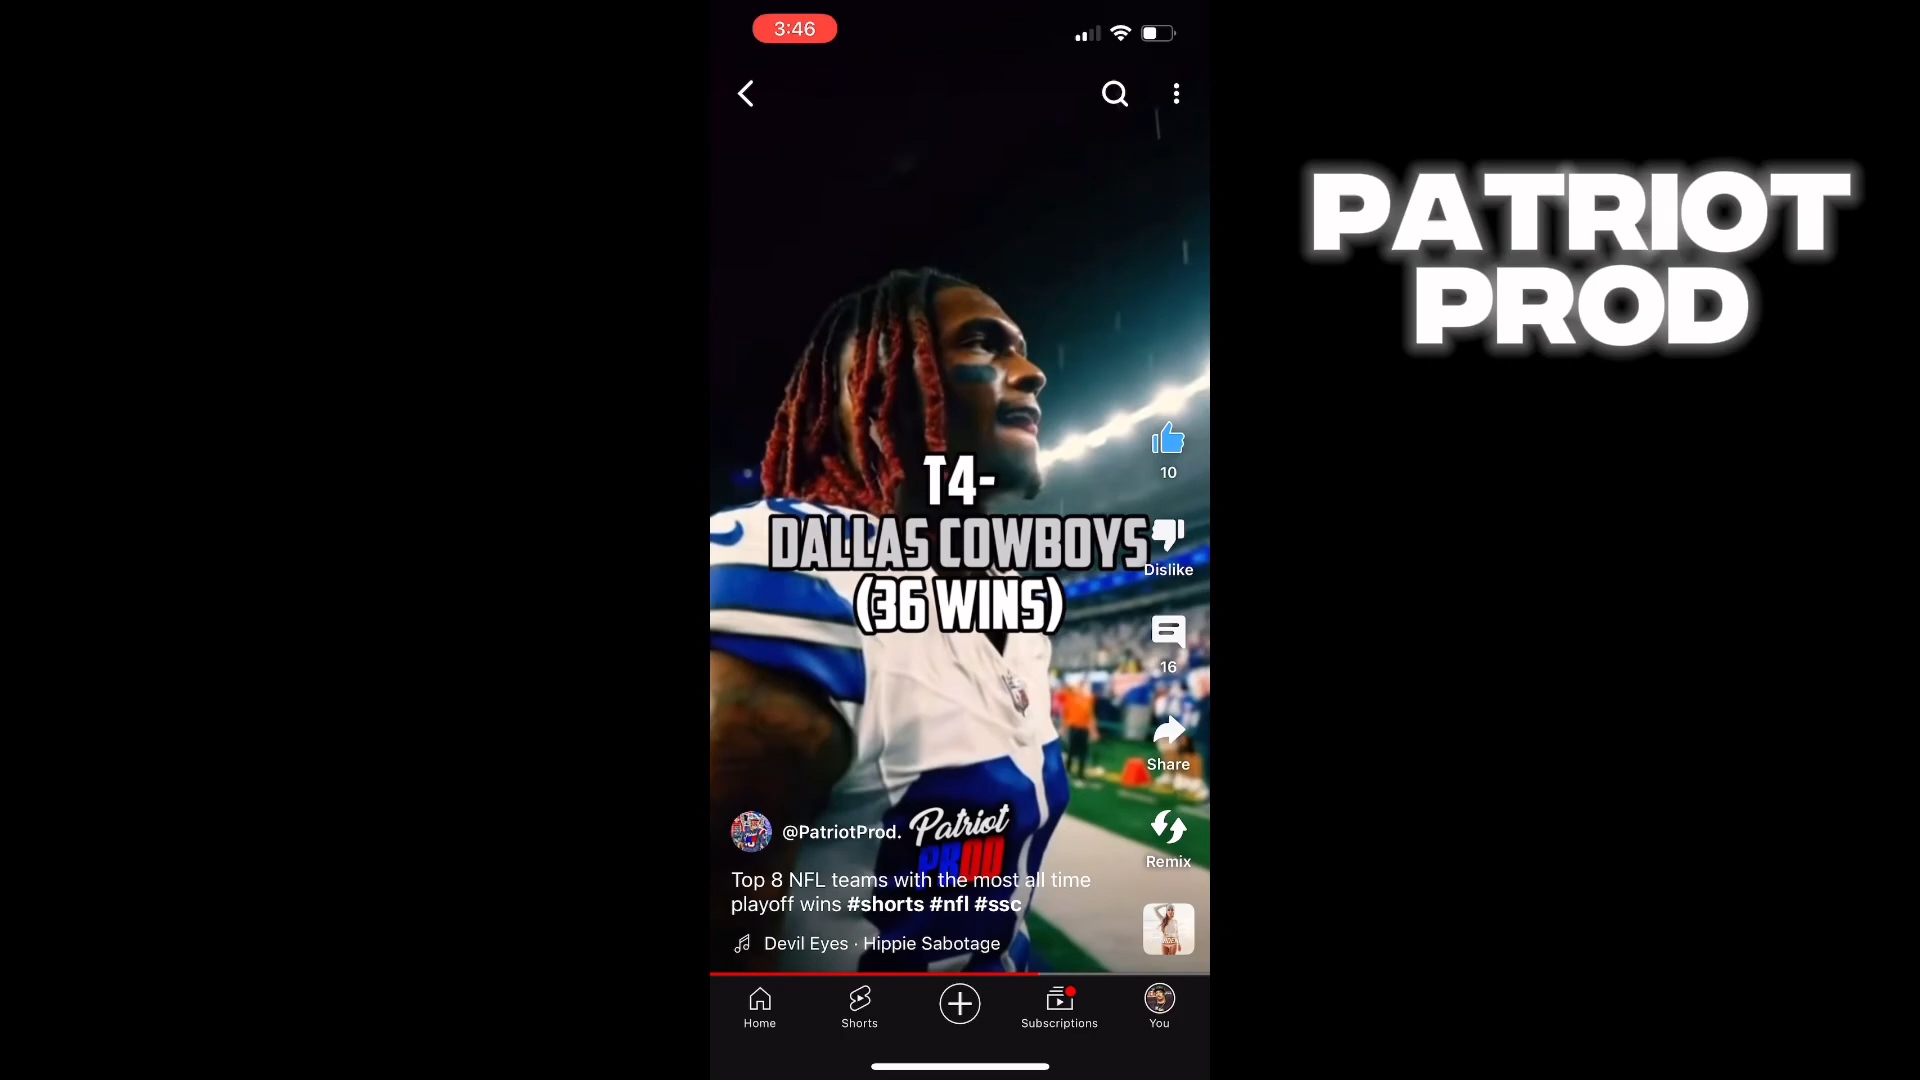 3:46
PATRIOT
PROD
T4-
DALLAS COWBOYS
(36 WINS)
10
Dislike
16
Share
Remix
@PatriotProd.
Patriot
PROD
Top 8 NFL teams with the most all time
playoff wins #shorts #nfl #ssc
Devil Eyes · Hippie Sabotage
Home
Shorts
Subscriptions
You